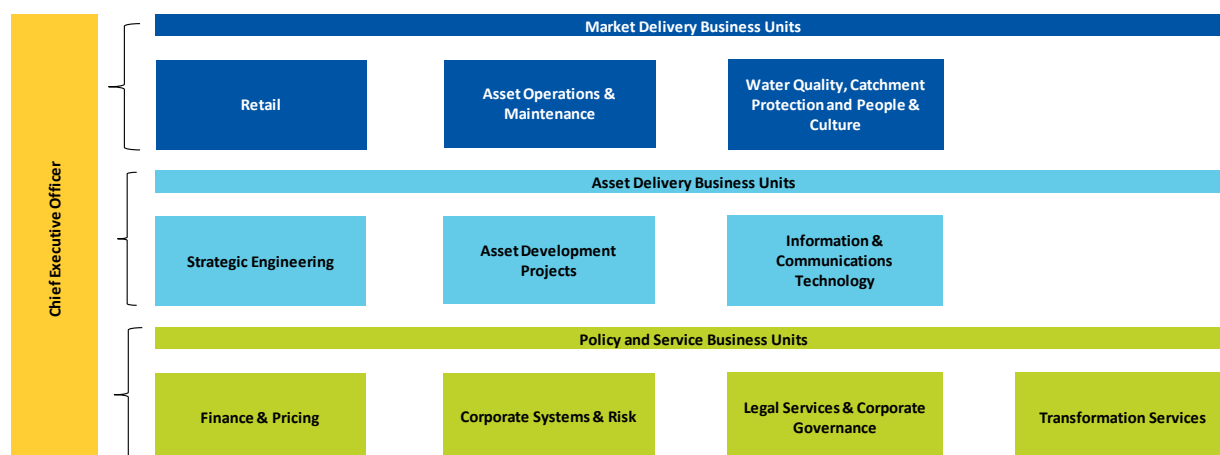 Chief Executive Officer
Market Delivery Business Units
Retail
Asset Operations &
Maintenance
Water Quality, Catchment
Protection and People &
Culture
Asset Delivery Business Units
Strategic Engineering
Asset Development
Projects
Information &
Communications
Technology
Policy and Service Business Units
Finance & Pricing
Corporate Systems & Risk
Legal Services & Corporate
Governance
Transformation Services